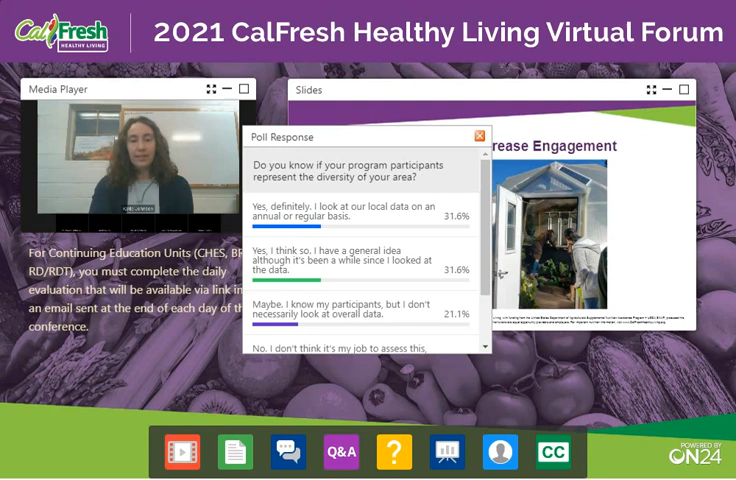 CalFresh
HEALTHY LIVING
2021 CalFresh Healthy Living Virtual Forum
Media Player
Slides
Poll Response
rease Engagement
Do you know if your program participants
represent the diversity of your area?
Yes, definitely. I look at our local data on an
annual or regular basis.
31.6%
Yes, I think so. I have a general idea
although it's been a while since I looked at
the data.
31.6%
Maybe. I know my participants, but I don't
necessarily look at overall data.
21.1%
No. I don't think it's my job to assess this,
For Continuing Education Units (CHES,
RD/RDT), you must complete the daily
evaluation that will be available via link in
an email sent at the end of each day of th
conference.
Q&A
?
CC
POWERED BY
ON24